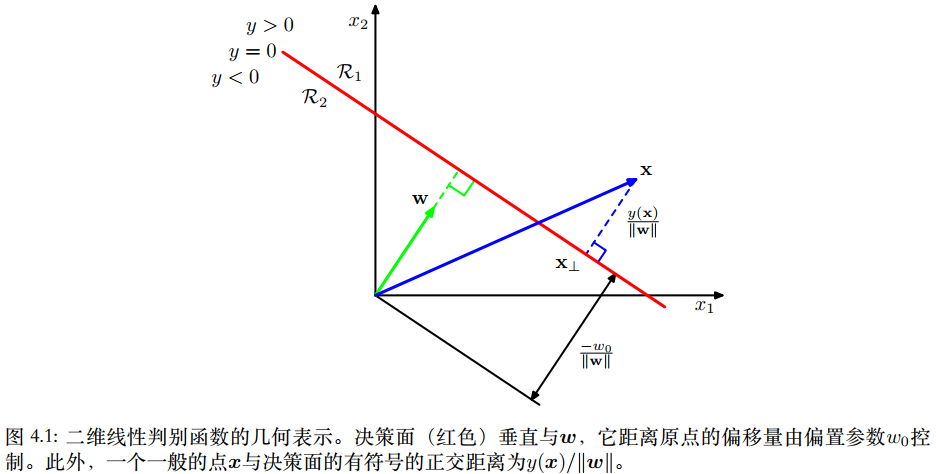 y > 0
x₂
y = 0
y < 0
R₁
R₂
w
x
y(x)/‖w‖
x⊥
x₁
−w₀/‖w‖
图 4.1: 二维线性判别函数的几何表示。决策面（红色）垂直与w，它距离原点的偏移量由偏置参数w₀控
制。此外，一个一般的点x与决策面的有符号的正交距离为y(x)/‖w‖。